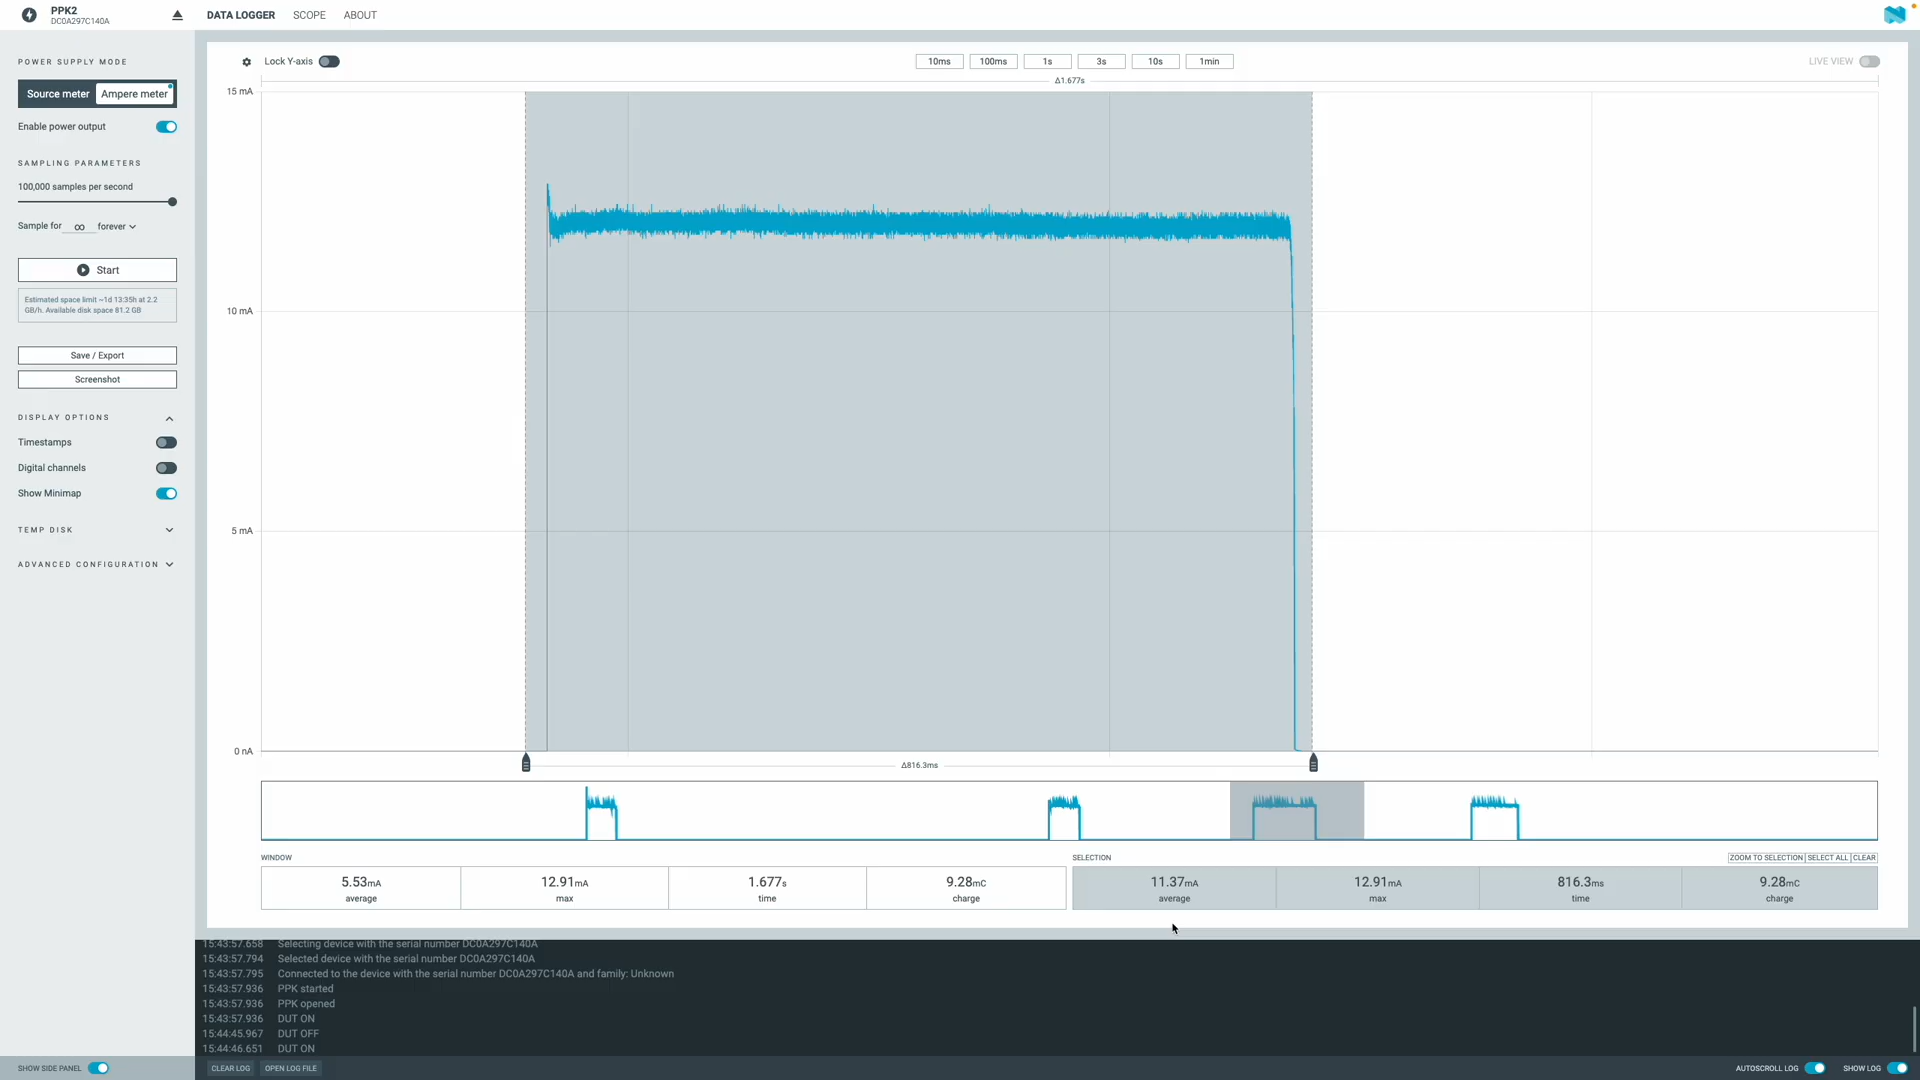 PPK2
DC0A297C140A
DATA LOGGER SCOPE ABOUT
POWER SUPPLY MODE
Source meter Ampere meter
Enable power output
SAMPLING PARAMETERS
100,000 samples per second
Sample for ∞ forever
Start
Estimated space limit ~1d 13:35h at 2.2
GB/h. Available disk space 81.2 GB
Save / Export
Screenshot
DISPLAY OPTIONS
Timestamps
Digital channels
Show Minimap
TEMP DISK
ADVANCED CONFIGURATION
SHOW SIDE PANEL
Lock Y-axis
10ms 100ms 1s 3s 10s 1min
LIVE VIEW
Δ1.677s
15 mA
10 mA
5 mA
0 nA
Δ816.3ms
WINDOW
5.53mA 12.91mA 1.677s 9.28mC
average max time charge
SELECTION
ZOOM TO SELECTION SELECT ALL CLEAR
11.37mA 12.91mA 816.3ms 9.28mC
average max time charge
15:43:57.658 Selecting device with the serial number DC0A297C140A
15:43:57.794 Selected device with the serial number DC0A297C140A
15:43:57.795 Connected to the device with the serial number DC0A297C140A and family: Unknown
15:43:57.936 PPK started
15:43:57.936 PPK opened
15:43:57.936 DUT ON
15:44:45.967 DUT OFF
15:44:46.651 DUT ON
CLEAR LOG OPEN LOG FILE
AUTOSCROLL LOG SHOW LOG